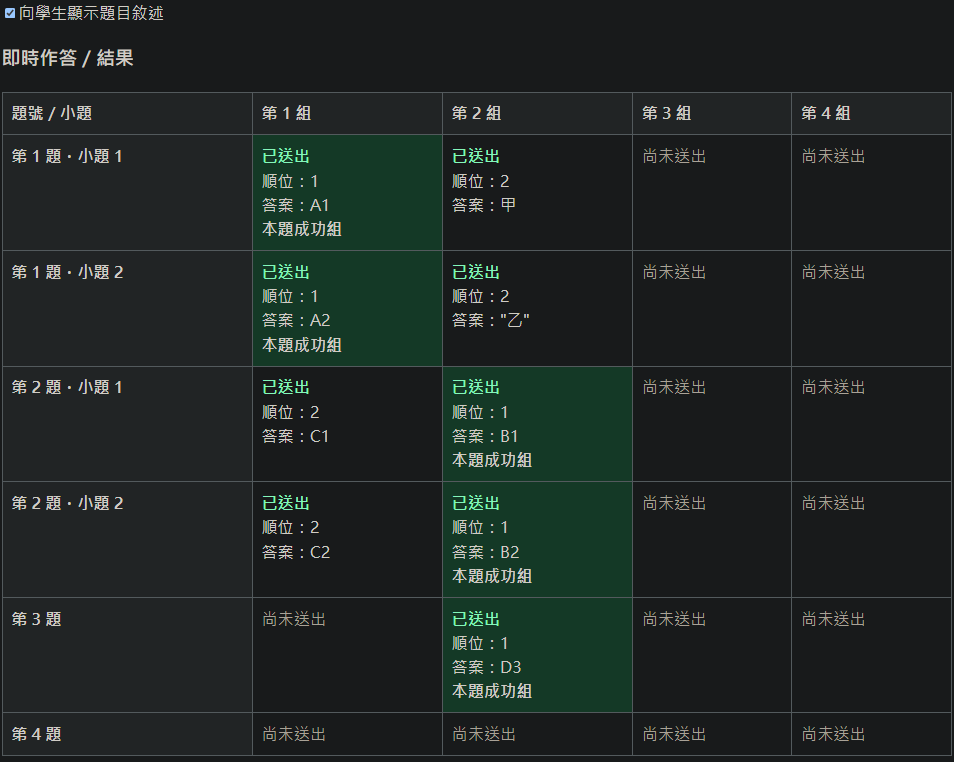 向學生顯示題目敘述
即時作答 / 結果
題號 / 小題 第 1 組 第 2 組 第 3 組 第 4 組
第 1 題・小題 1 已送出 已送出 尚未送出 尚未送出
順位：1 順位：2
答案：A1 答案：甲
本題成功組
第 1 題・小題 2 已送出 已送出 尚未送出 尚未送出
順位：1 順位：2
答案：A2 答案："乙"
本題成功組
第 2 題・小題 1 已送出 已送出 尚未送出 尚未送出
順位：2 順位：1
答案：C1 答案：B1
本題成功組
第 2 題・小題 2 已送出 已送出 尚未送出 尚未送出
順位：2 順位：1
答案：C2 答案：B2
本題成功組
第 3 題 尚未送出 已送出 尚未送出 尚未送出
順位：1
答案：D3
本題成功組
第 4 題 尚未送出 尚未送出 尚未送出 尚未送出